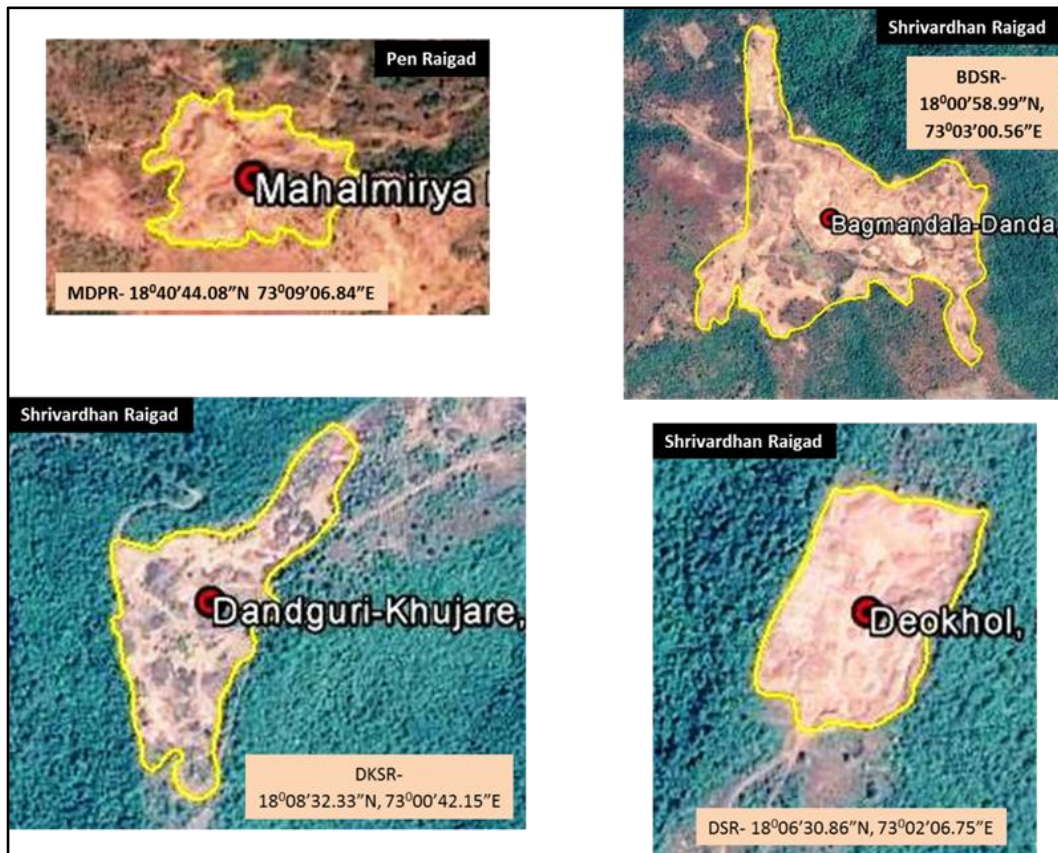 Pen Raigad
Mahalmirya
MDPR- 18⁰40’44.08”N 73⁰09’06.84”E
Shrivardhan Raigad
BDSR-
18⁰00’58.99”N,
73⁰03’00.56”E
Bagmandala-Danda,
Shrivardhan Raigad
Dandguri-Khujare,
DKSR-
18⁰08’32.33”N, 73⁰00’42.15”E
Shrivardhan Raigad
Deokhol,
DSR- 18⁰06’30.86”N, 73⁰02’06.75”E